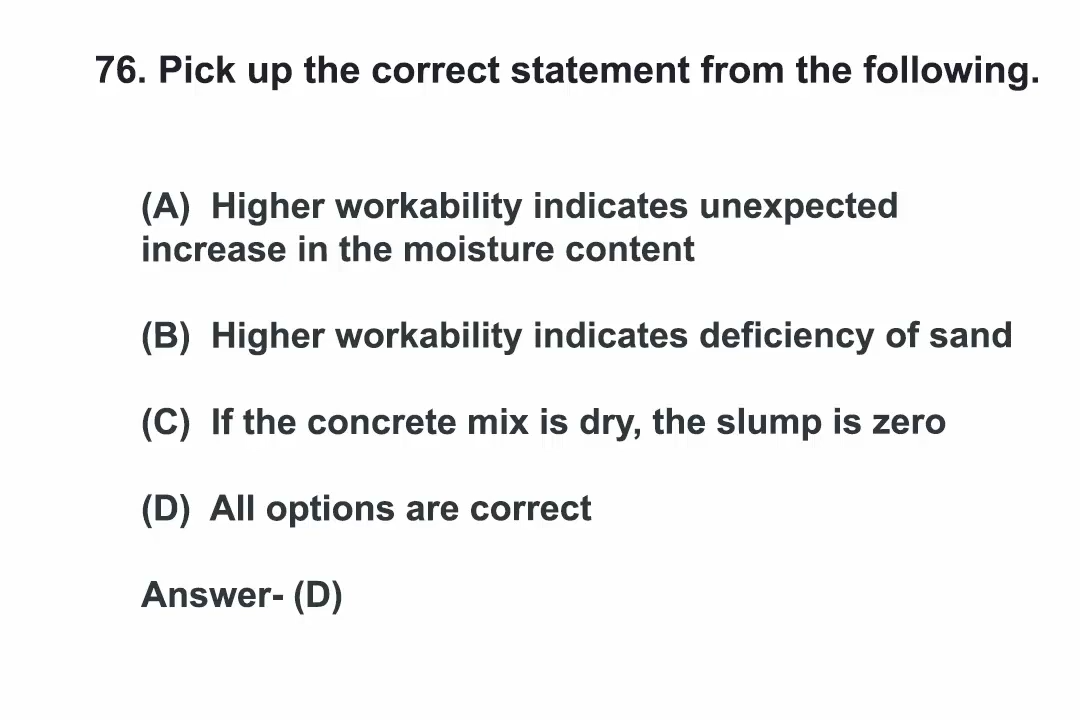 76. Pick up the correct statement from the following.
(A) Higher workability indicates unexpected
increase in the moisture content
(B) Higher workability indicates deficiency of sand
(C) If the concrete mix is dry, the slump is zero
(D) All options are correct
Answer- (D)